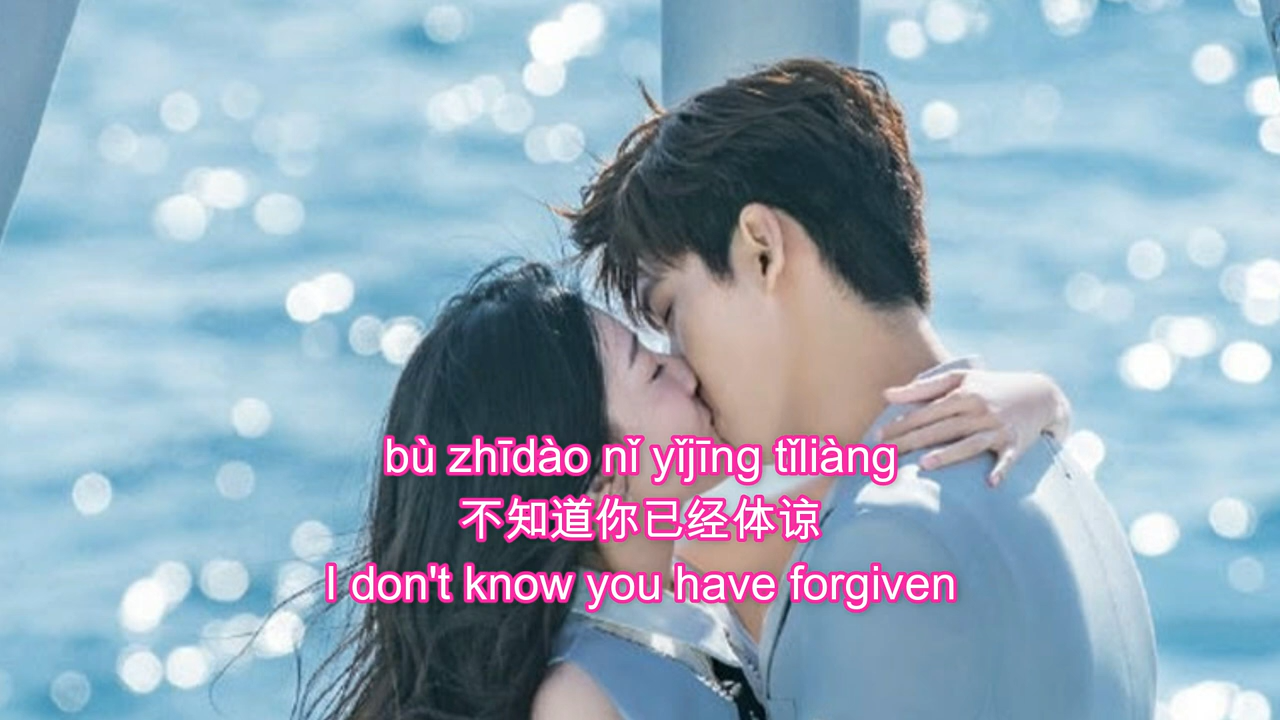 bù zhīdào nǐ yǐjīng tǐliàng
不知道你已经体谅
I don't know you have forgiven